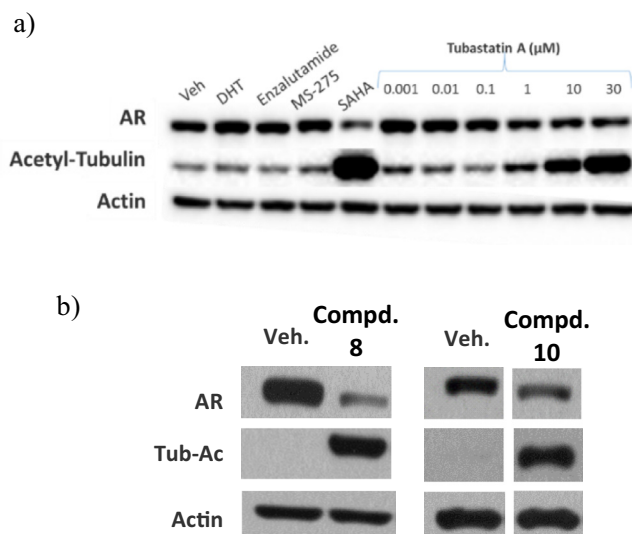 a)
Tubastatin A (µM)
Veh DHT Enzalutamide MS-275 SAHA 0.001 0.01 0.1 1 10 30
AR
Acetyl-Tubulin
Actin
b)
Veh. Compd. 8 Veh. Compd. 10
AR
Tub-Ac
Actin